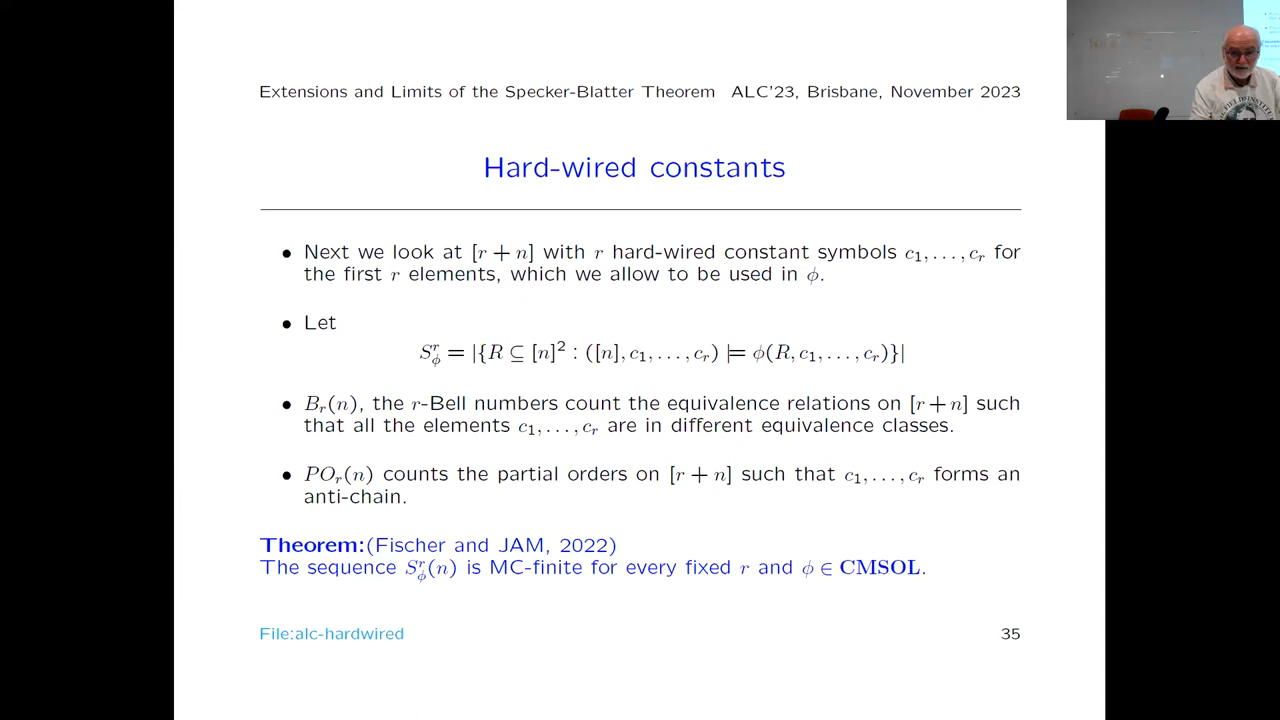 Extensions and Limits of the Specker-Blatter Theorem ALC'23, Brisbane, November 2023
Hard-wired constants
• Next we look at [r + n] with r hard-wired constant symbols c₁, . . . , cᵣ for
the first r elements, which we allow to be used in ϕ.
• Let
S^r_ϕ = |{R ⊆ [n]² : ([n], c₁, . . . , cᵣ) ⊨ ϕ(R, c₁, . . . , cᵣ)}|
• Bᵣ(n), the r-Bell numbers count the equivalence relations on [r + n] such
that all the elements c₁, . . . , cᵣ are in different equivalence classes.
• POᵣ(n) counts the partial orders on [r + n] such that c₁, . . . , cᵣ forms an
anti-chain.
Theorem:(Fischer and JAM, 2022)
The sequence S^r_ϕ(n) is MC-finite for every fixed r and ϕ ∈ CMSOL.
File:alc-hardwired
35